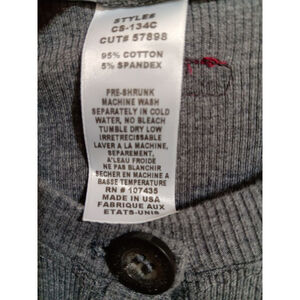 STYLE#
CS-134C
CUT# 57898
95% COTTON
5% SPANDEX
PRE-SHRUNK
MACHINE WASH
SEPARATELY IN COLD
WATER, NO BLEACH
TUMBLE DRY LOW
IRRETRECISSABLE
LAVER A LA MACHINE,
SEPAREMENT,
A'LEAU FROIDE
NE PAS BLANCHIR
SECHER EN MACHINE A
BASSE TEMPERATURE
RN # 107435
MADE IN USA
FABRIQUE AUX
ETATS-UNIS